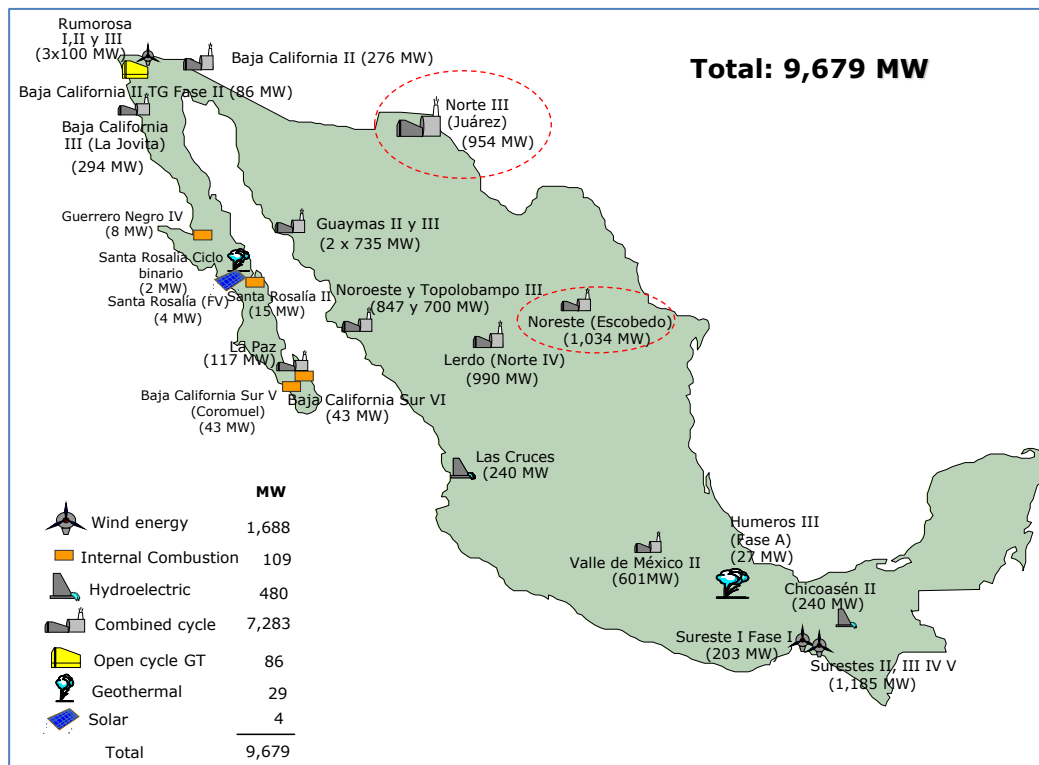 Rumorosa
I,II y III
(3x100 MW)
Baja California II (276 MW)
Total: 9,679 MW
Baja California II TG Fase II (86 MW)
Norte III
(Juárez)
(954 MW)
Baja California
III (La Jovita)
(294 MW)
Guerrero Negro IV
(8 MW)
Guaymas II y III
(2 x 735 MW)
Santa Rosalía Ciclo
binario
(2 MW)
Santa Rosalía (FV)
(4 MW)
Santa Rosalía II
(15 MW)
Noroeste y Topolobampo III
(847 y 700 MW)
Noreste (Escobedo)
(1,034 MW)
La Paz
(117 MW)
Lerdo (Norte IV)
(990 MW)
Baja California Sur V
(Coromuel)
(43 MW)
Baja California Sur VI
(43 MW)
Las Cruces
(240 MW
Humeros III
(Fase A)
(27 MW)
Valle de México II
(601MW)
Chicoasén II
(240 MW)
Sureste I Fase I
(203 MW)
Surestes II, III IV V
(1,185 MW)
MW
Wind energy 1,688
Internal Combustion 109
Hydroelectric 480
Combined cycle 7,283
Open cycle GT 86
Geothermal 29
Solar 4
Total 9,679